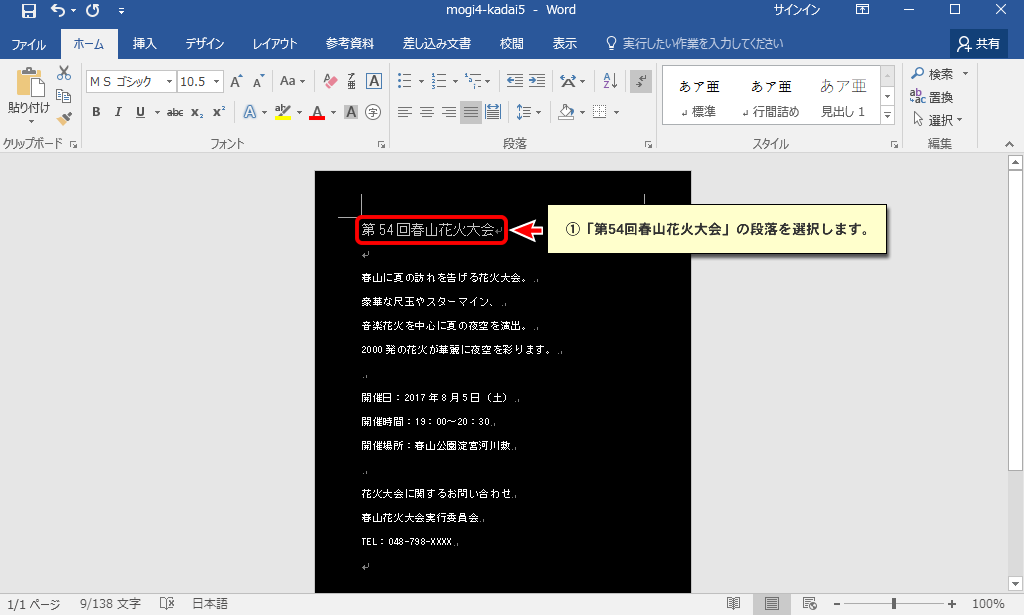 mogi4-kadai5 - Word
サインイン
ファイル ホーム 挿入 デザイン レイアウト 参考資料 差し込み文書 校閲 表示 実行したい作業を入力してください 共有
貼り付け
ＭＳ ゴシック 10.5 A A Aa 亜 A
B I U abc x₂ x² A ab A A 字
あア亜 あア亜 あア亜
標準 行間詰め 見出し 1
検索
置換
選択
クリップボード フォント 段落 スタイル 編集
第 54 回春山花火大会
①「第54回春山花火大会」の段落を選択します。
春山に夏の訪れを告げる花火大会。
豪華な尺玉やスターマイン、
音楽花火を中心に夏の夜空を演出。
2000 発の花火が華麗に夜空を彩ります。
開催日：2017 年 8 月 5 日（土）
開催時間：19：00～20：30
開催場所：春山公園淀宮河川敷
花火大会に関するお問い合わせ
春山花火大会実行委員会
TEL：048-798-XXXX
1/1 ページ 9/138 文字 日本語 100%